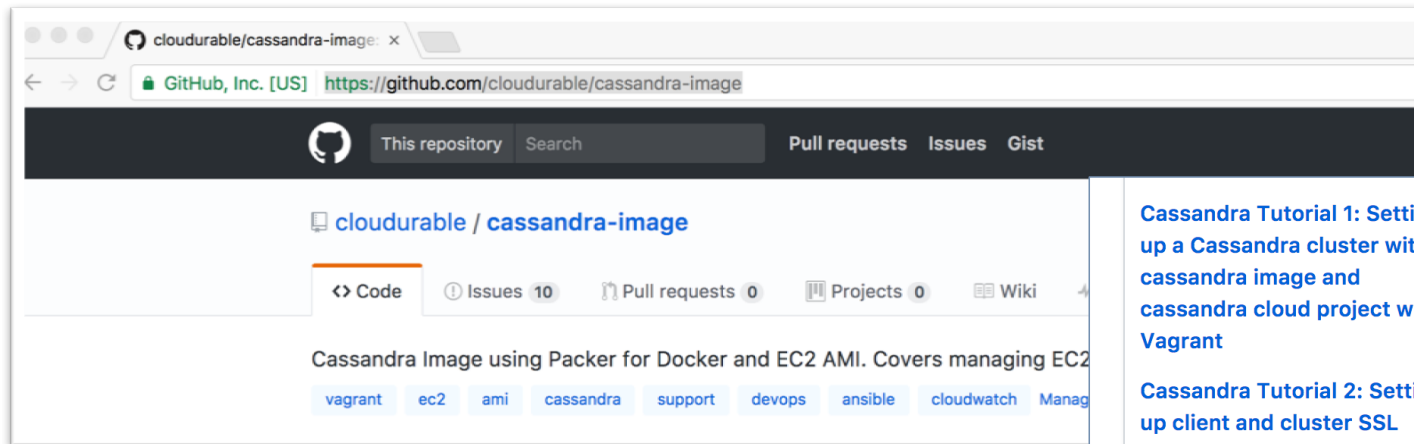 cloudurable/cassandra-image:
GitHub, Inc. [US] https://github.com/cloudurable/cassandra-image
This repository Search Pull requests Issues Gist
cloudurable / cassandra-image
Code Issues 10 Pull requests 0 Projects 0 Wiki
Cassandra Image using Packer for Docker and EC2 AMI. Covers managing EC2
vagrant ec2 ami cassandra support devops ansible cloudwatch Manag
Cassandra Tutorial 1: Setti
up a Cassandra cluster wit
cassandra image and
cassandra cloud project w
Vagrant
Cassandra Tutorial 2: Setti
up client and cluster SSL